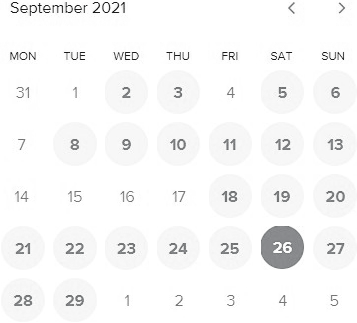 September 2021
MON TUE WED THU FRI SAT SUN
31 1 2 3 4 5 6
7 8 9 10 11 12 13
14 15 16 17 18 19 20
21 22 23 24 25 26 27
28 29 1 2 3 4 5